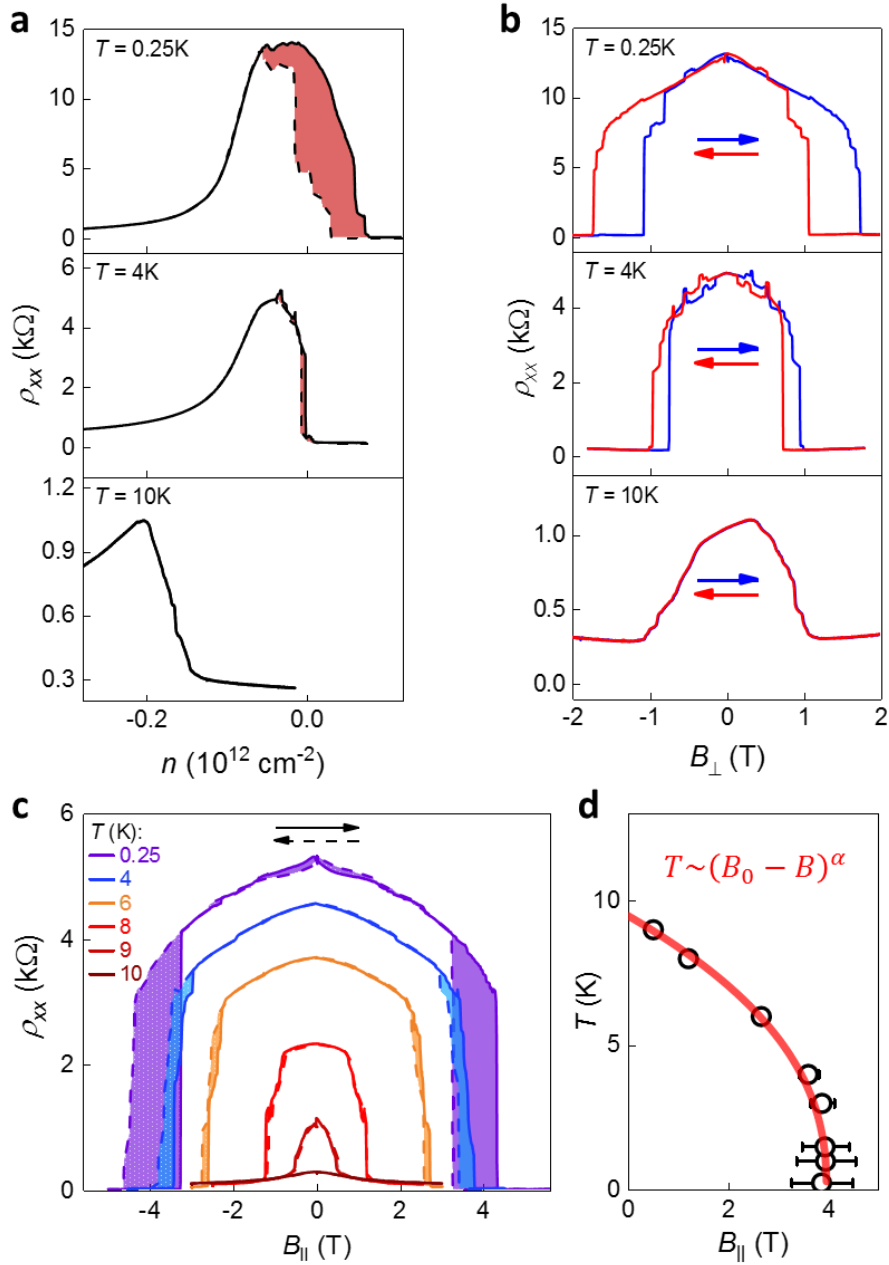 a
T = 0.25K
15
10
5
0
T = 4K
6
4
2
0
ρxx (kΩ)
T = 10K
1.2
0.9
0.6
0.3
-0.2
0.0
n (10¹² cm⁻²)
b
T = 0.25K
15
10
5
0
T = 4K
4
2
0
ρxx (kΩ)
T = 10K
1.0
0.5
0.0
-2
-1
0
1
2
B⊥ (T)
c
T (K):
0.25
4
6
8
9
10
6
4
2
0
ρxx (kΩ)
-4
-2
0
2
4
B|| (T)
d
T~(B₀ − B)^α
10
5
0
T (K)
0
2
4
B|| (T)